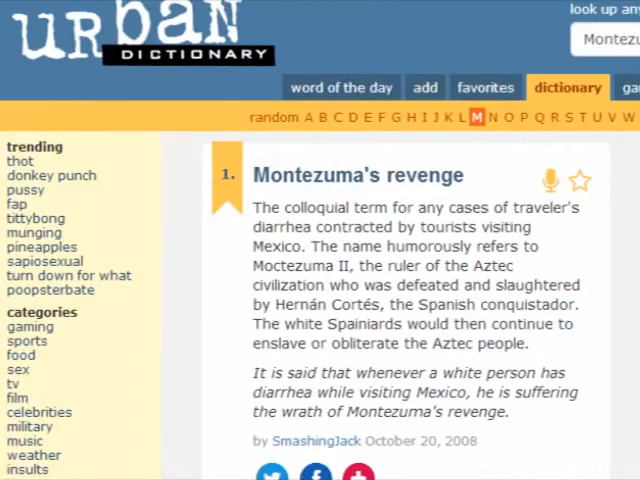 urban
DICTIONARY
look up any
Montezu
word of the day add favorites dictionary ga
random A B C D E F G H I J K L M N O P Q R S T U V W
trending
thot
donkey punch
pussy
fap
tittybong
munging
pineapples
sapiosexual
turn down for what
poopsterbate
categories
gaming
sports
food
sex
tv
film
celebrities
military
music
weather
insults
1. Montezuma's revenge
The colloquial term for any cases of traveler's
diarrhea contracted by tourists visiting
Mexico. The name humorously refers to
Moctezuma II, the ruler of the Aztec
civilization who was defeated and slaughtered
by Hernán Cortés, the Spanish conquistador.
The white Spainiards would then continue to
enslave or obliterate the Aztec people.
It is said that whenever a white person has
diarrhea while visiting Mexico, he is suffering
the wrath of Montezuma's revenge.
by SmashingJack October 20, 2008